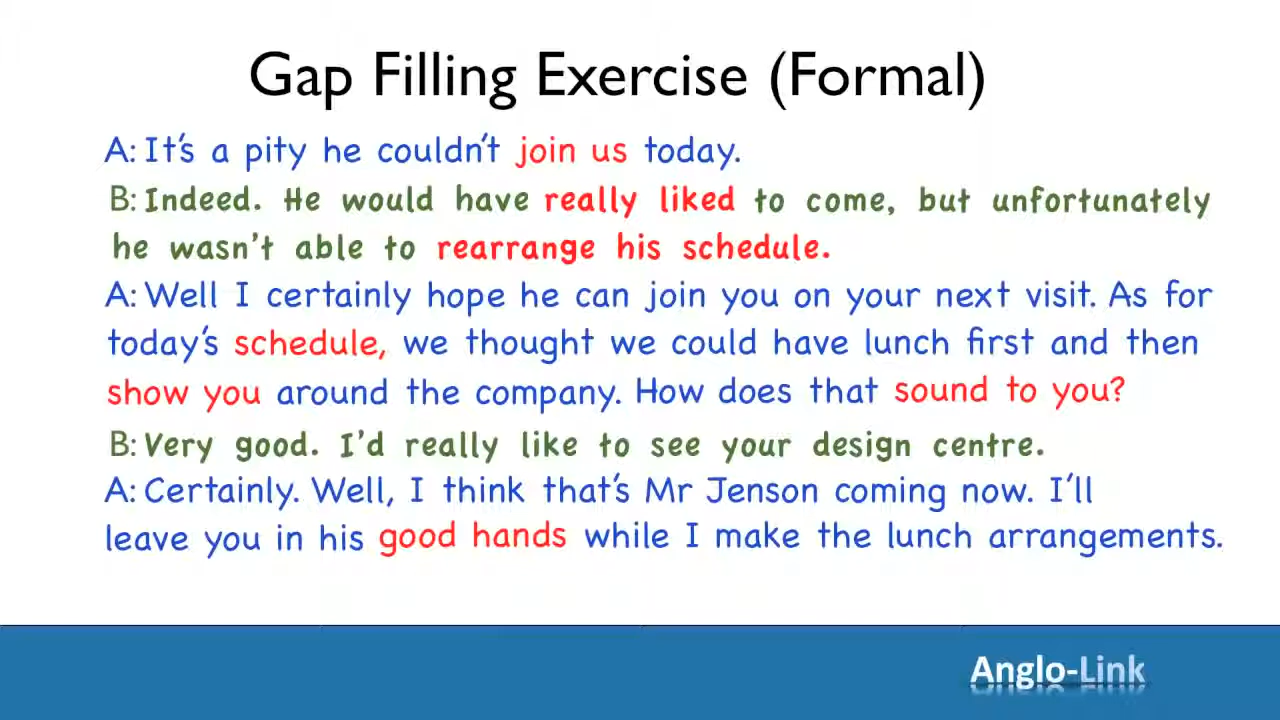 Gap Filling Exercise (Formal)
A: It's a pity he couldn't join us today.
B: Indeed. He would have really liked to come, but unfortunately
he wasn't able to rearrange his schedule.
A: Well I certainly hope he can join you on your next visit. As for
today's schedule, we thought we could have lunch first and then
show you around the company. How does that sound to you?
B: Very good. I'd really like to see your design centre.
A: Certainly. Well, I think that's Mr Jenson coming now. I'll
leave you in his good hands while I make the lunch arrangements.
Anglo-Link